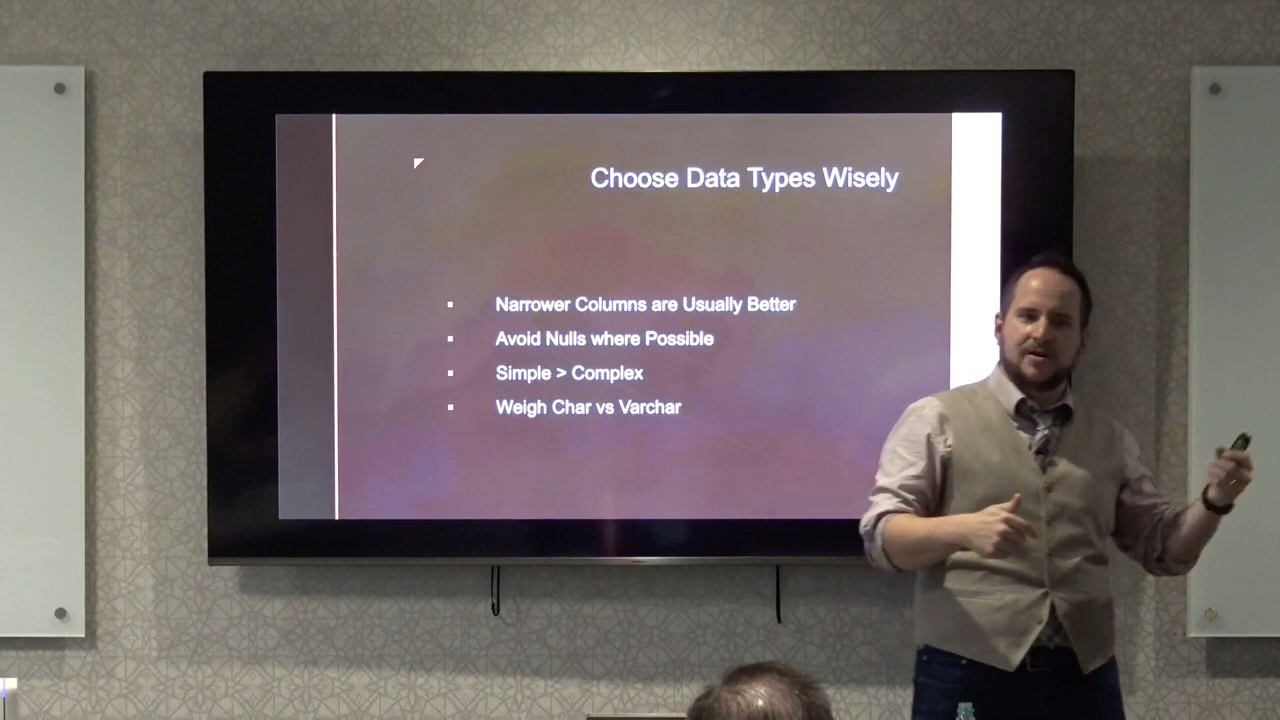 Choose Data Types Wisely
Narrower Columns are Usually Better
Avoid Nulls where Possible
Simple > Complex
Weigh Char vs Varchar